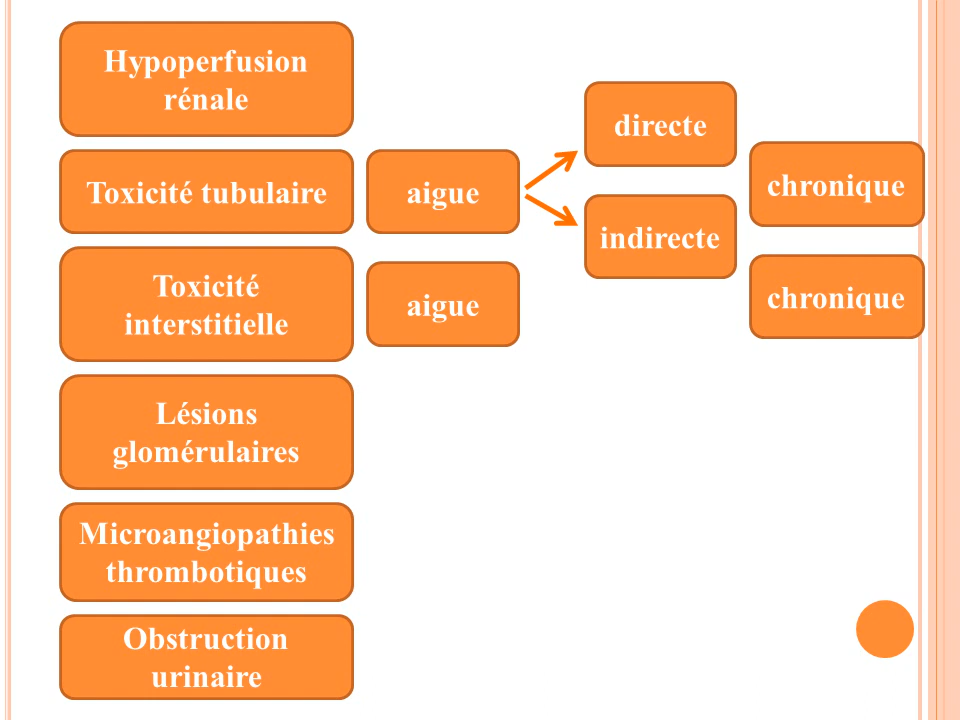 Hypoperfusion
rénale
Toxicité tubulaire
aigue
directe
indirecte
chronique
Toxicité
interstitielle
aigue
chronique
Lésions
glomérulaires
Microangiopathies
thrombotiques
Obstruction
urinaire